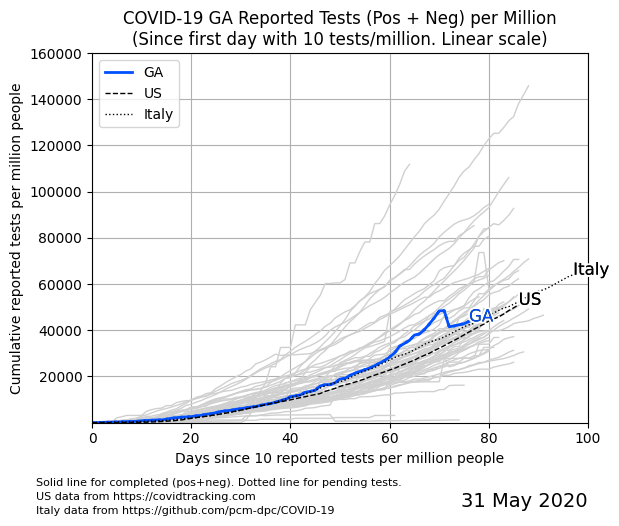 COVID-19 GA Reported Tests (Pos + Neg) per Million
(Since first day with 10 tests/million. Linear scale)
Cumulative reported tests per million people
160000
140000
120000
100000
80000
60000
40000
20000
GA
US
Italy
Italy
US
GA
0
20
40
60
80
100
Days since 10 reported tests per million people
Solid line for completed (pos+neg). Dotted line for pending tests.
US data from https://covidtracking.com
Italy data from https://github.com/pcm-dpc/COVID-19
31 May 2020